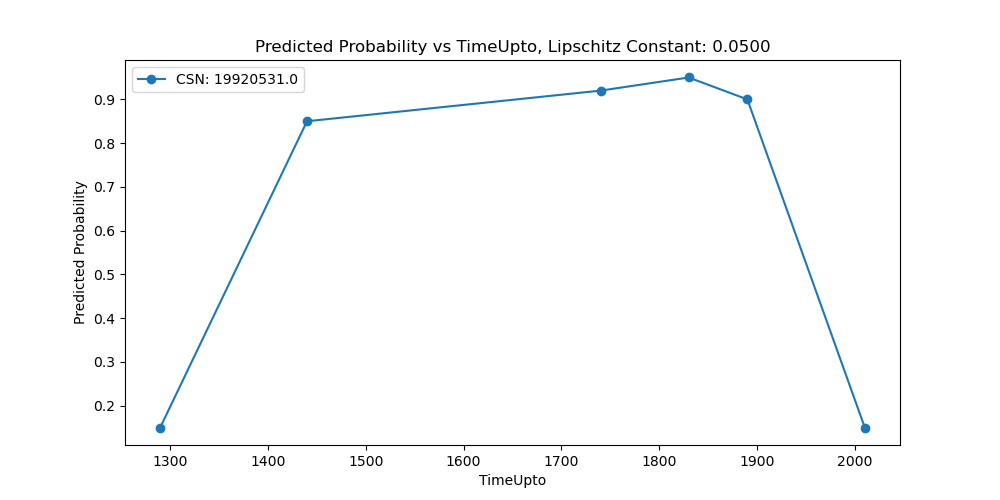 Predicted Probability vs TimeUpto, Lipschitz Constant: 0.0500
CSN: 19920531.0
Predicted Probability
0.9
0.8
0.7
0.6
0.5
0.4
0.3
0.2
1300 1400 1500 1600 1700 1800 1900 2000
TimeUpto